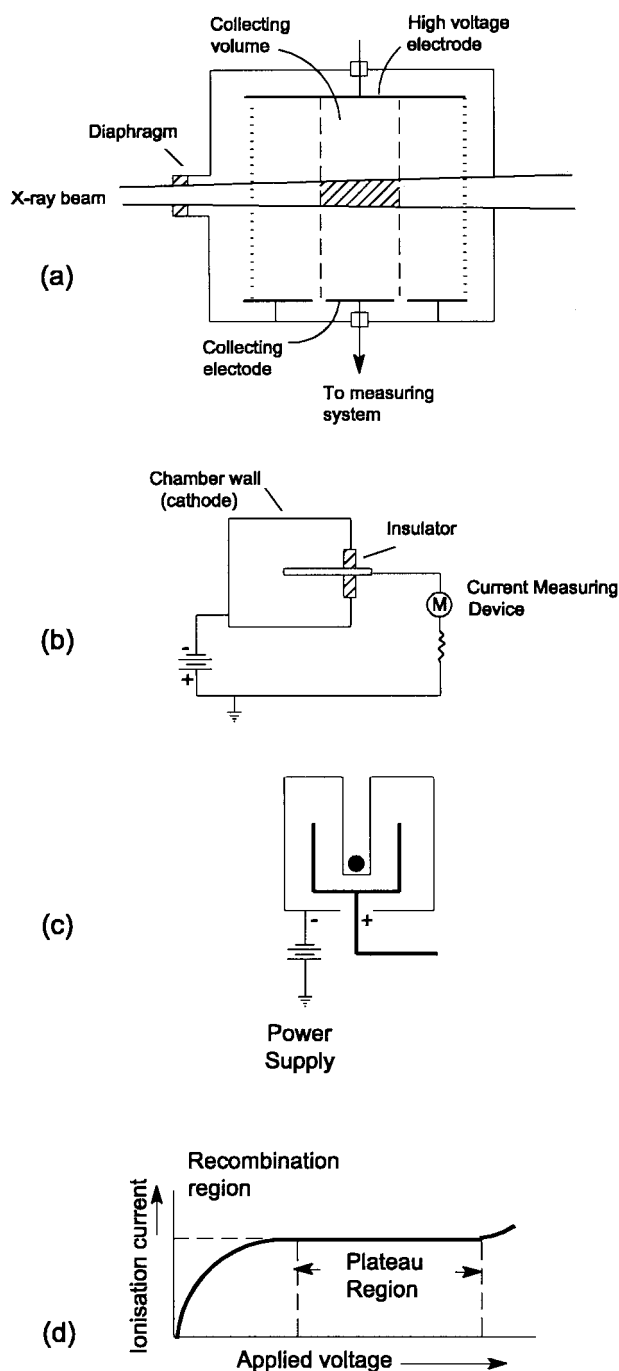 Collecting
volume
High voltage
electrode
Diaphragm
X-ray beam
(a)
Collecting
electode
To measuring
system
Chamber wall
(cathode)
Insulator
M
Current Measuring
Device
-
+
(b)
(c)
- +
Power
Supply
Recombination
region
Ionisation current
Plateau
Region
(d)
Applied voltage